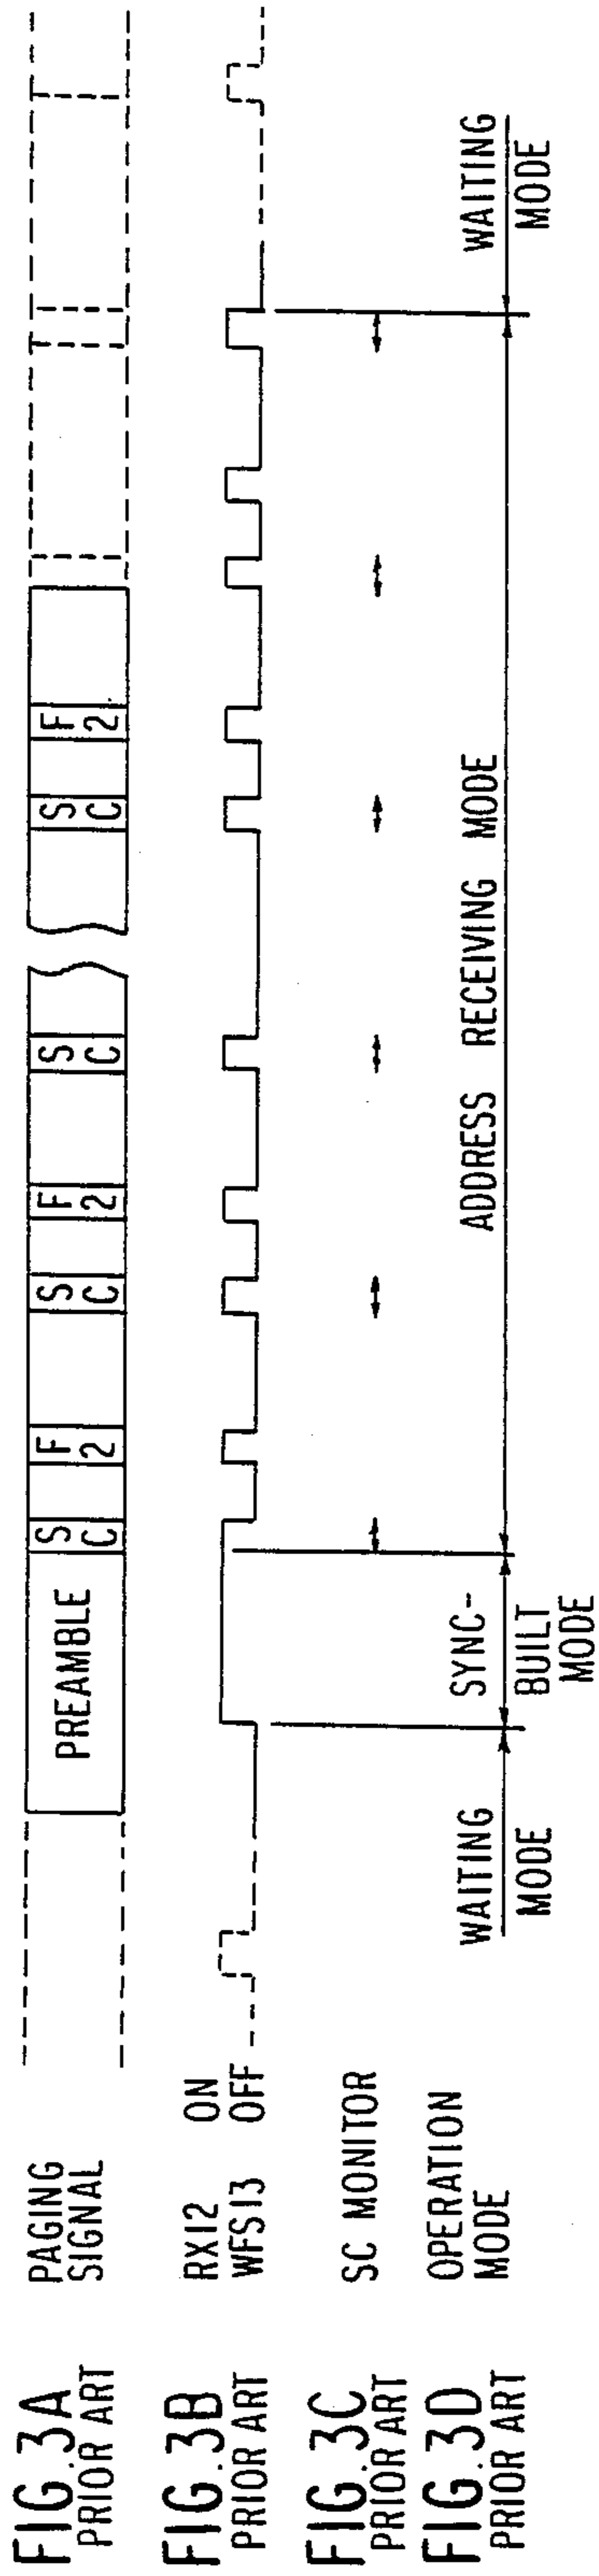 FIG.3A
PRIOR ART
PAGING
SIGNAL
PREAMBLE
SC
F2
SC
F2
SC
SC
F2
FIG.3B
PRIOR ART
RX12 ON
WFS13 OFF
FIG.3C
PRIOR ART
SC MONITOR
FIG.3D
PRIOR ART
OPERATION
MODE
WAITING
MODE
SYNC-
BUILT
MODE
ADDRESS RECEIVING MODE
WAITING
MODE